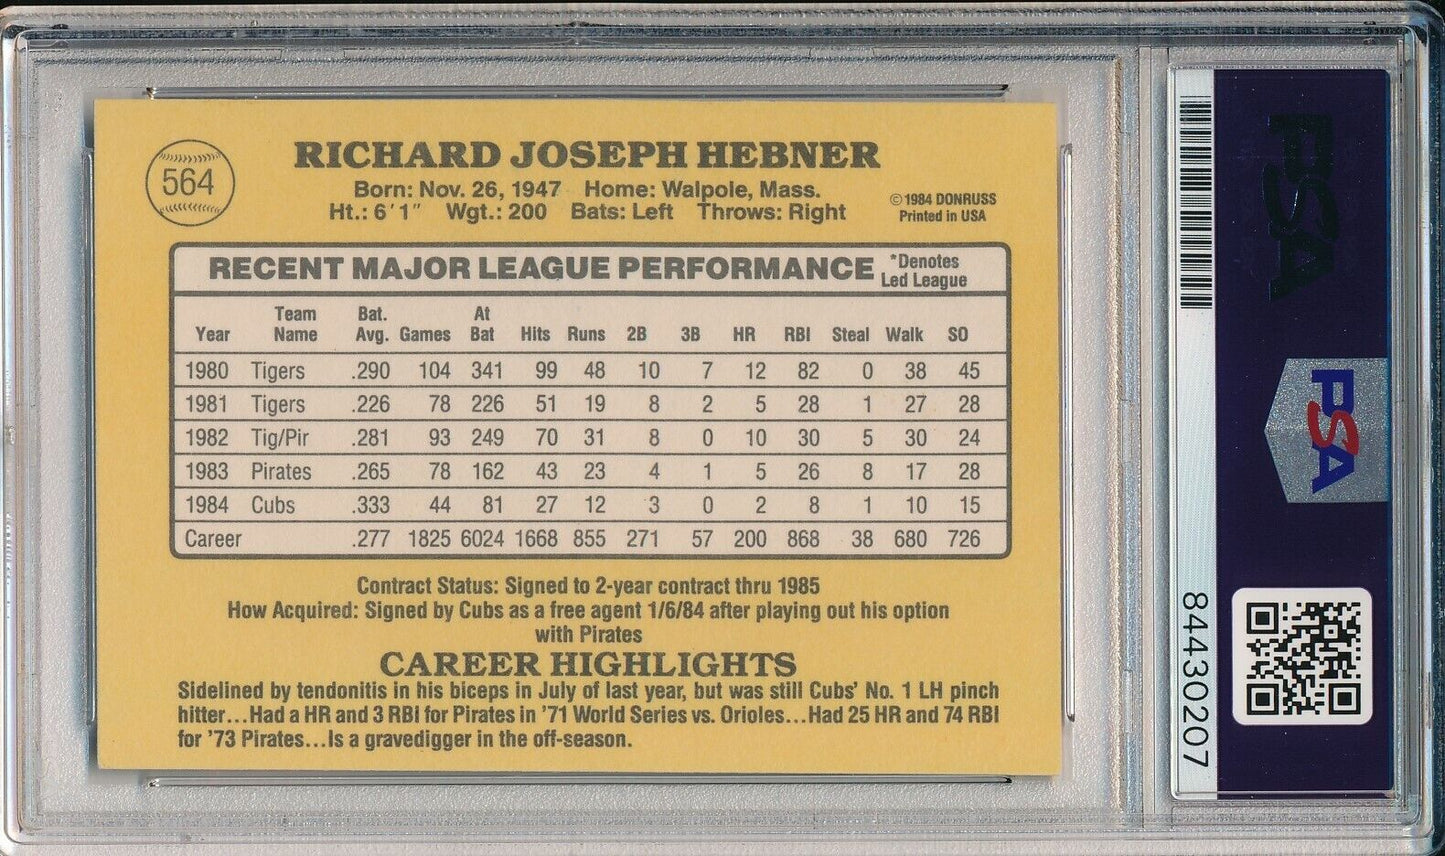 564
RICHARD JOSEPH HEBNER
Born: Nov. 26, 1947 Home: Walpole, Mass.
Ht.: 6'1" Wgt.: 200 Bats: Left Throws: Right
©1984 DONRUSS
Printed in USA
RECENT MAJOR LEAGUE PERFORMANCE *Denotes Led League
Year Team Name Bat. Avg. Games At Bat Hits Runs 2B 3B HR RBI Steal Walk SO
1980 Tigers .290 104 341 99 48 10 7 12 82 0 38 45
1981 Tigers .226 78 226 51 19 8 2 5 28 1 27 28
1982 Tig/Pir .281 93 249 70 31 8 0 10 30 5 30 24
1983 Pirates .265 78 162 43 23 4 1 5 26 8 17 28
1984 Cubs .333 44 81 27 12 3 0 2 8 1 10 15
Career .277 1825 6024 1668 855 271 57 200 868 38 680 726
Contract Status: Signed to 2-year contract thru 1985
How Acquired: Signed by Cubs as a free agent 1/6/84 after playing out his option
with Pirates
CAREER HIGHLIGHTS
Sidelined by tendonitis in his biceps in July of last year, but was still Cubs' No. 1 LH pinch
hitter...Had a HR and 3 RBI for Pirates in '71 World Series vs. Orioles...Had 25 HR and 74 RBI
for '73 Pirates...Is a gravedigger in the off-season.
PSA
PSA
84430207